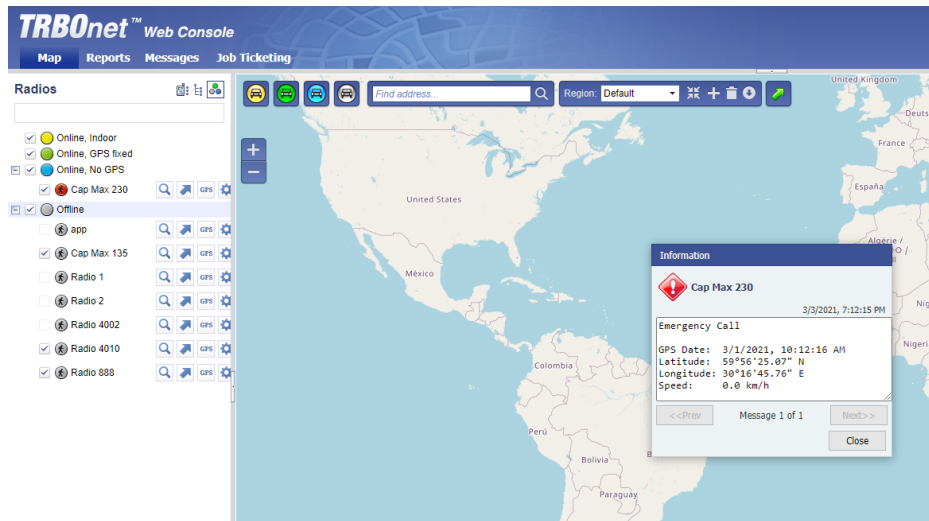 TRBOnet™ Web Console
Map Reports Messages Job Ticketing
Radios
Online, Indoor
Online, GPS fixed
Online, No GPS
Cap Max 230 GPS
Offline
app GPS
Cap Max 135 GPS
Radio 1 GPS
Radio 2 GPS
Radio 4002 GPS
Radio 4010 GPS
Radio 888 GPS
Find address... Region: Default
United Kingdom
Deuts
France
España
United States
Algérie /
México
Nig
Nigeri
Colombia
Perú
Bolivia
Paraguay
Information
Cap Max 230
3/3/2021, 7:12:15 PM
Emergency Call
GPS Date: 3/1/2021, 10:12:16 AM
Latitude: 59°56'25.07" N
Longitude: 30°16'45.76" E
Speed: 0.0 km/h
<<Prev Message 1 of 1 Next>>
Close